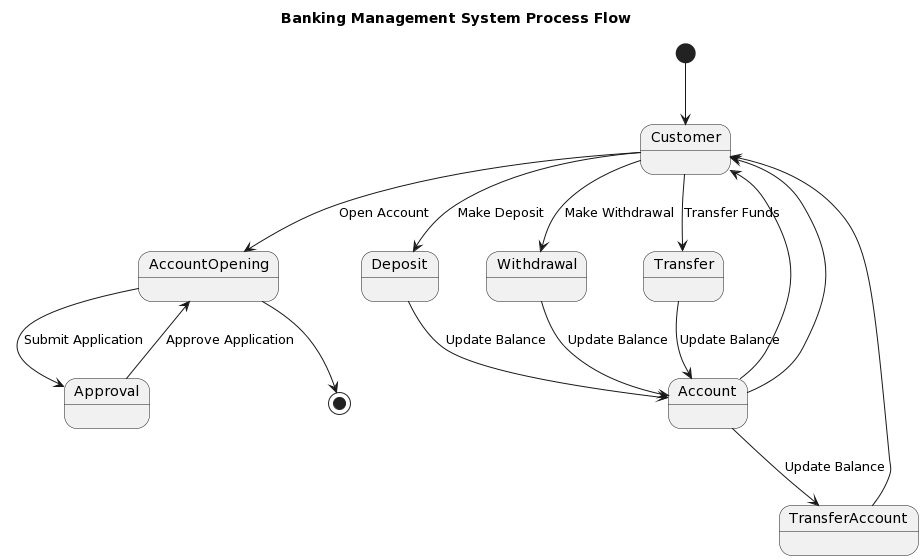 Banking Management System Process Flow
Customer
Open Account
Make Deposit
Make Withdrawal
Transfer Funds
AccountOpening
Deposit
Withdrawal
Transfer
Submit Application
Approve Application
Update Balance
Update Balance
Update Balance
Approval
Account
Update Balance
TransferAccount